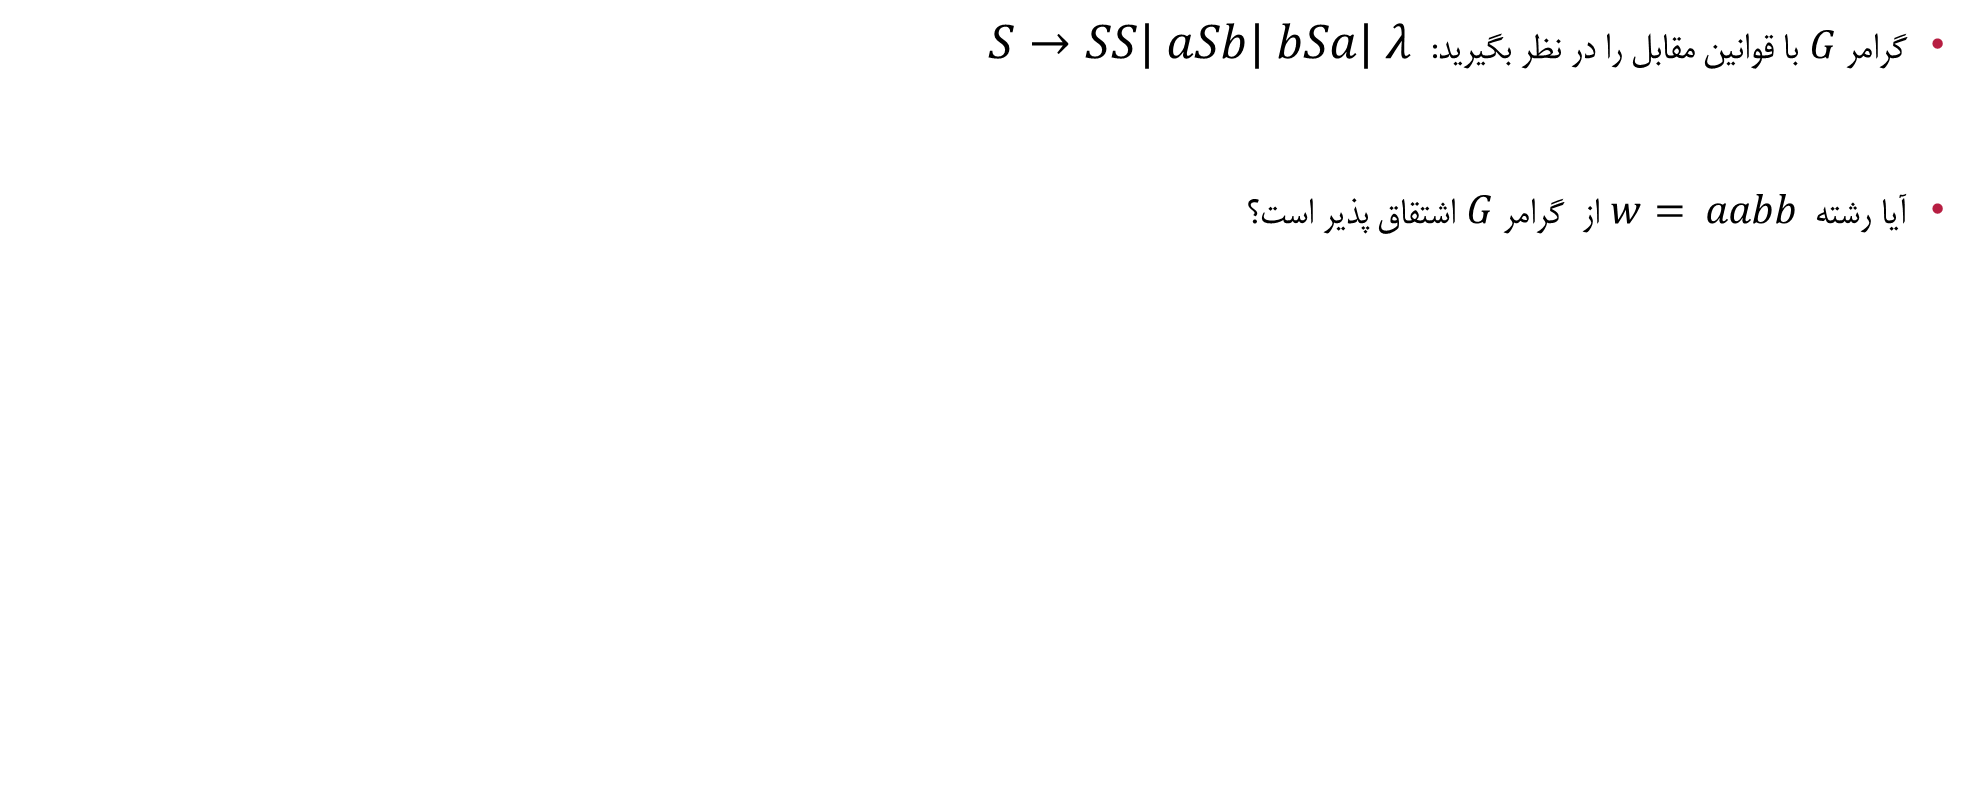 • گرامر G با قوانین مقابل را در نظر بگیرید: S → SS| aSb| bSa| λ
• آیا رشته w = aabb از گرامر G اشتقاق پذیر است؟